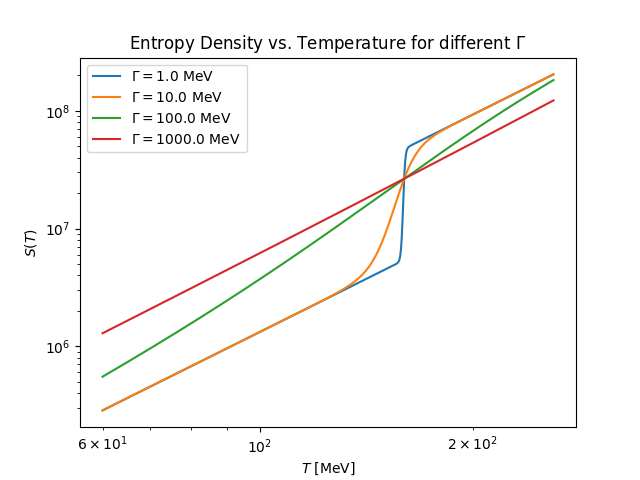 Entropy Density vs. Temperature for different Γ
Γ = 1.0 MeV
Γ = 10.0 MeV
Γ = 100.0 MeV
Γ = 1000.0 MeV
10⁸
10⁷
10⁶
S(T)
6 × 10¹
10²
2 × 10²
T [MeV]